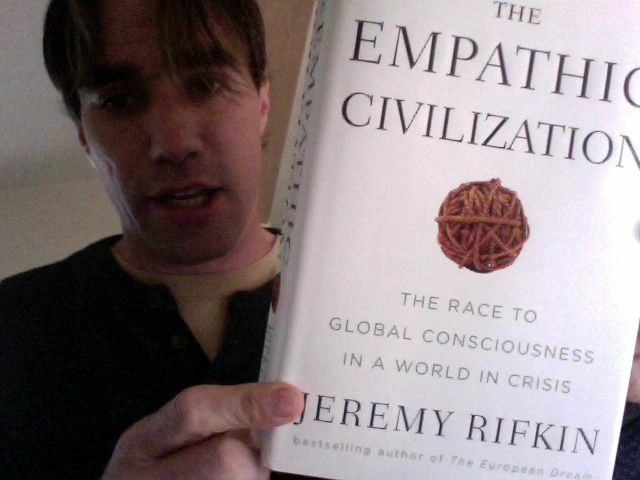 THE
EMPATHIC
CIVILIZATION
THE RACE TO
GLOBAL CONSCIOUSNESS
IN A WORLD IN CRISIS
JEREMY RIFKIN
bestselling author of The European Dream